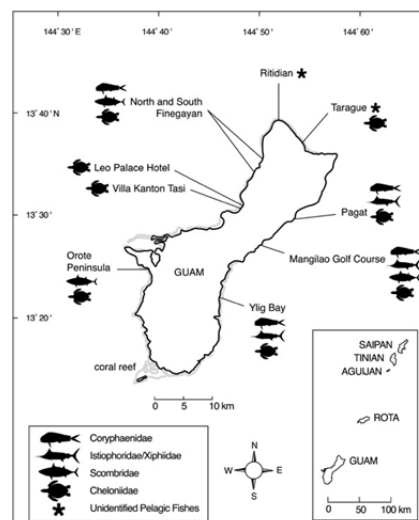 144° 30' E
144° 40'
144° 50'
144° 60'
Ritidian
13° 40'
North and South
Finegayan
Tarague
Leo Palace Hotel
Villa Kanton Tasi
13° 30'
Pagat
Orote
Peninsula
GUAM
Mangilao Golf Course
13° 20'
Ylig Bay
coral reef
0 5 10
km
SAIPAN
TINIAN
AGUIJAN
ROTA
GUAM
0 50 100
km
Coryphaenidae
Istiophoridae/Xiphiidae
Scombridae
Cheloniidae
Unidentified Pelagic Fishes
N
W E
S